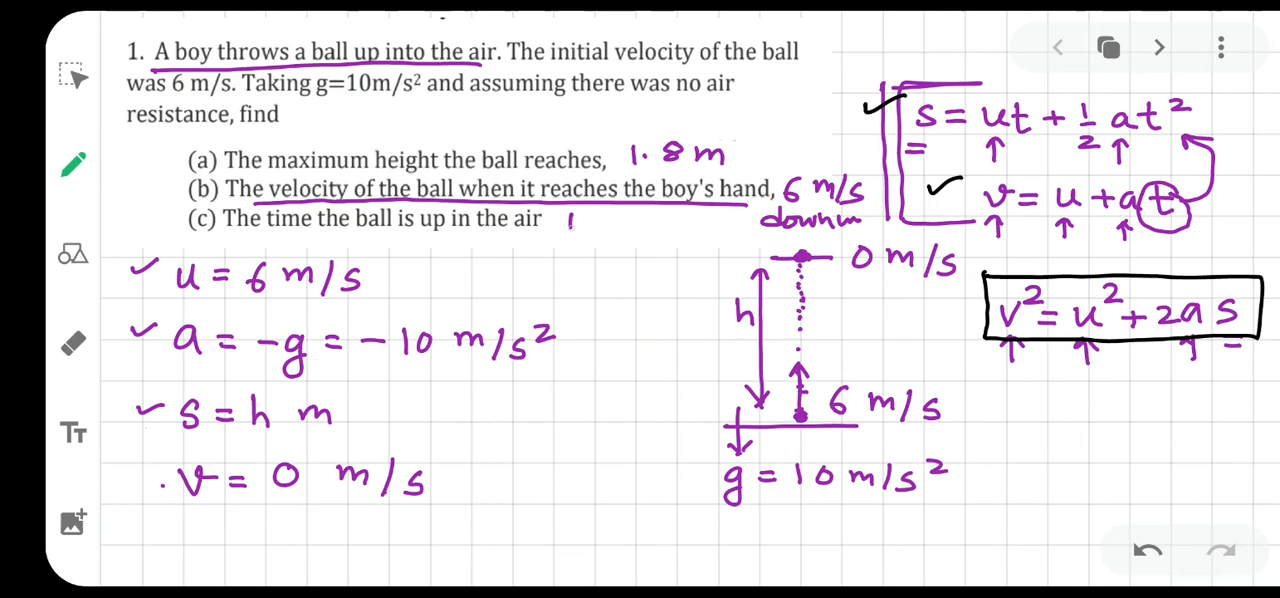 1. A boy throws a ball up into the air. The initial velocity of the ball
was 6 m/s. Taking g=10m/s² and assuming there was no air
resistance, find
(a) The maximum height the ball reaches, 1.8 m
(b) The velocity of the ball when it reaches the boy's hand, 6 m/s
downw
(c) The time the ball is up in the air 1
s = ut + 1/2 at²
v = u + at
v² = u² + 2as
u = 6 m/s
a = -g = -10 m/s²
s = h m
v = 0 m/s
0 m/s
h
6 m/s
g = 10 m/s²
TT